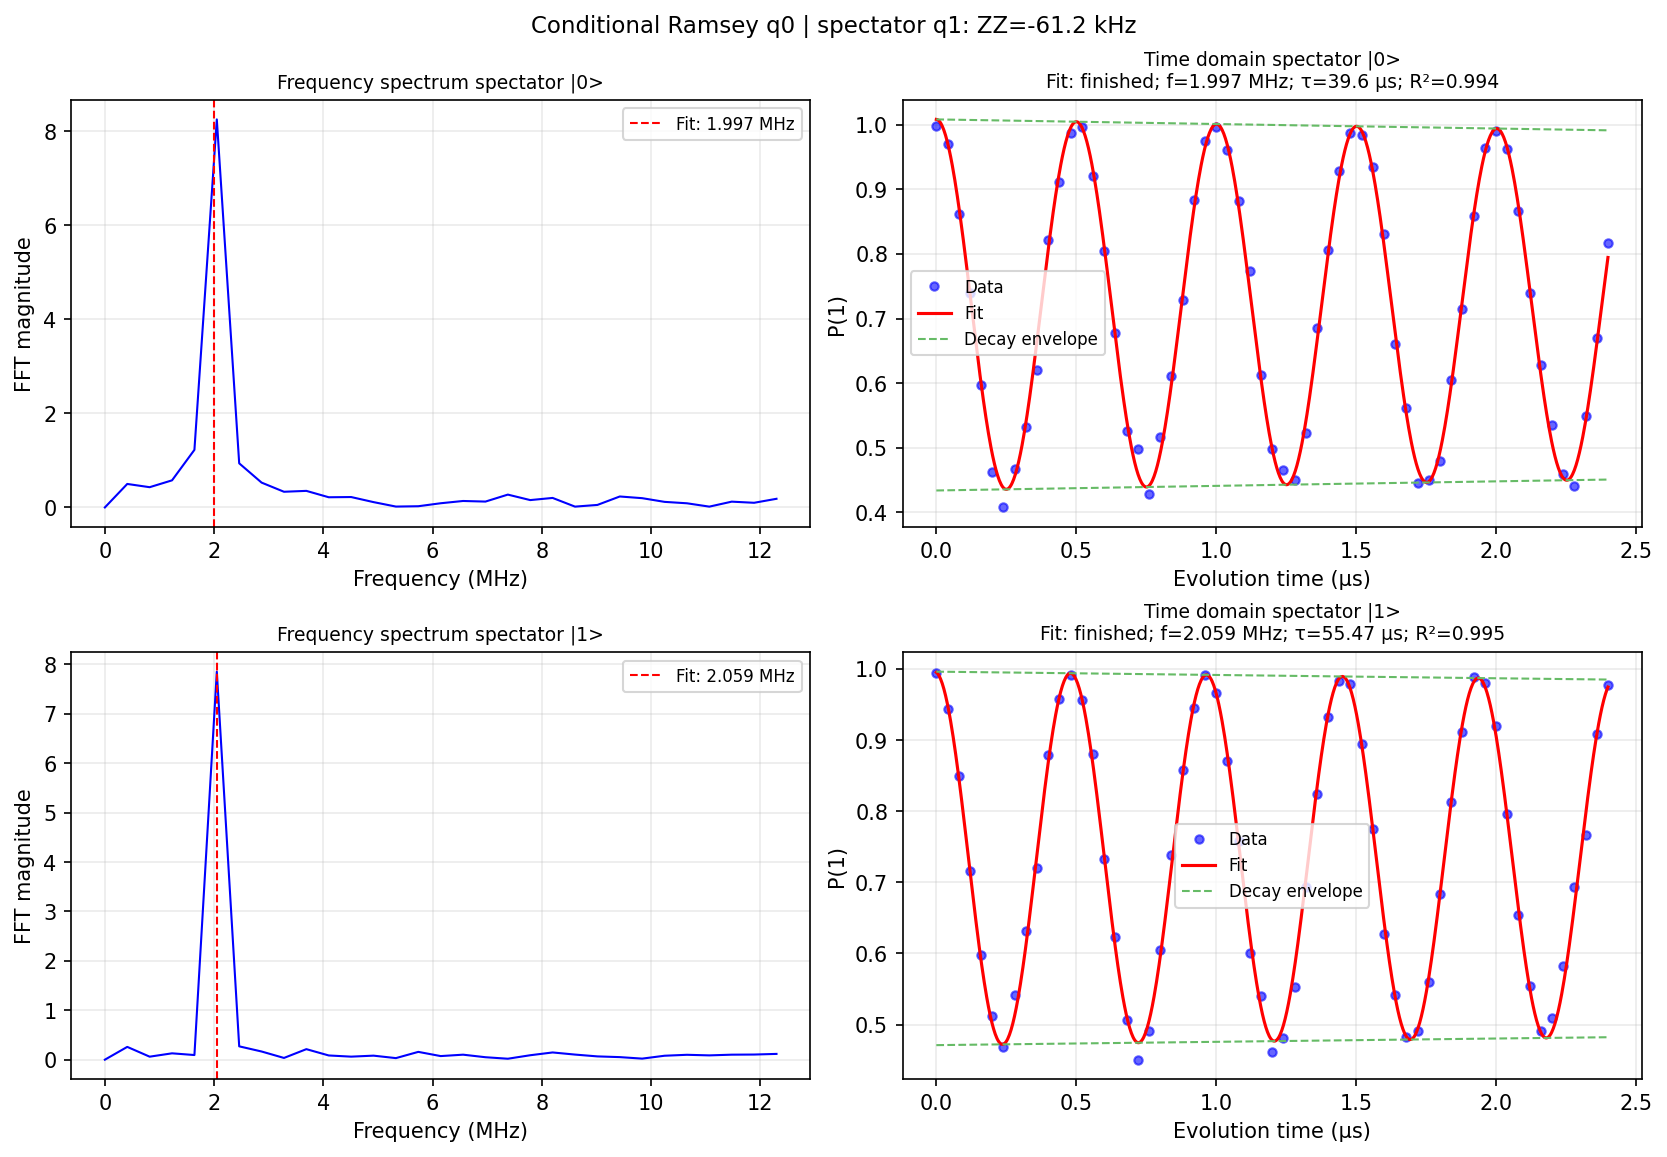 Conditional Ramsey q0 | spectator q1: ZZ=-61.2 kHz
Frequency spectrum spectator |0>
Fit: 1.997 MHz
FFT magnitude
8
6
4
2
0
0 2 4 6 8 10 12
Frequency (MHz)
Time domain spectator |0>
Fit: finished; f=1.997 MHz; τ=39.6 µs; R²=0.994
P(1)
1.0
0.9
0.8
0.7
0.6
0.5
0.4
Data
Fit
Decay envelope
0.0 0.5 1.0 1.5 2.0 2.5
Evolution time (µs)
Frequency spectrum spectator |1>
Fit: 2.059 MHz
FFT magnitude
8
7
6
5
4
3
2
1
0
0 2 4 6 8 10 12
Frequency (MHz)
Time domain spectator |1>
Fit: finished; f=2.059 MHz; τ=55.47 µs; R²=0.995
P(1)
1.0
0.9
0.8
0.7
0.6
0.5
Data
Fit
Decay envelope
0.0 0.5 1.0 1.5 2.0 2.5
Evolution time (µs)